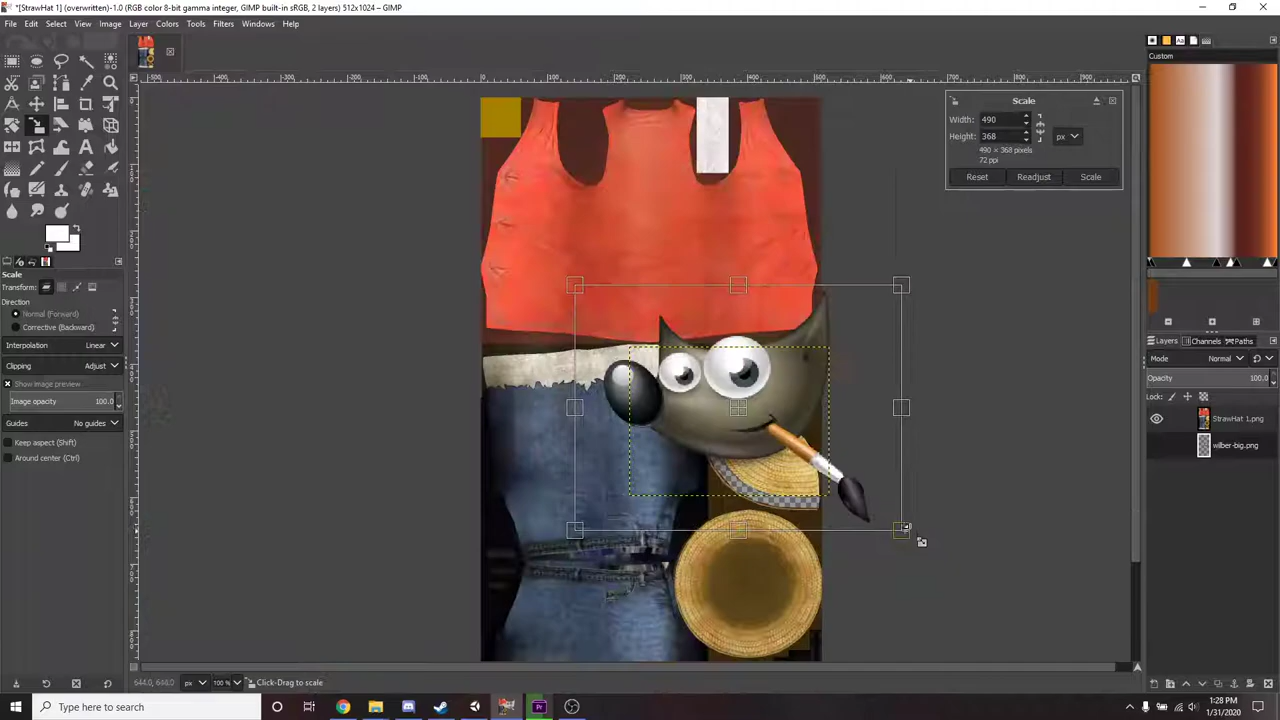 *[StrawHat 1] (overwritten)-1.0 (RGB color 8-bit gamma integer, GIMP built-in sRGB, 2 layers) 512x1024 – GIMP
File Edit Select View Image Layer Colors Tools Filters Windows Help
Custom
Scale
Width: 490
Height: 368
px
490 × 368 pixels
72 ppi
Reset Readjust Scale
Scale
Transform:
Direction
Normal (Forward)
Corrective (Backward)
Interpolation Linear
Clipping Adjust
Show image preview
Image opacity 100.0
Guides No guides
Keep aspect (Shift)
Around center (Ctrl)
Layers Channels Paths
Mode Normal
Opacity 100.0
Lock:
StrawHat 1.png
wilber-big.png
644.0, 648.0 px 100 % Click-Drag to scale
Type here to search
1:28 PM
1/31/2020